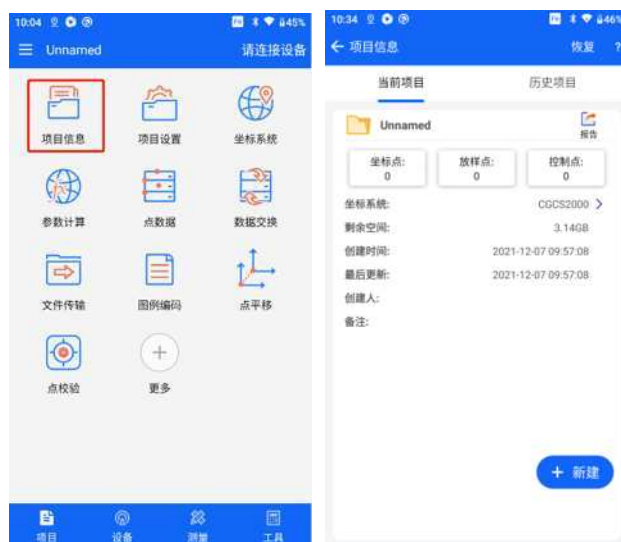 10:04
45%
Unnamed 请连接设备
项目信息 项目设置 坐标系统
参数计算 点数据 数据交换
文件传输 图例编码 点平移
点校验 更多
项目 设备 测量 工具
10:34
46%
项目信息 恢复 ?
当前项目 历史项目
Unnamed 报告
坐标点: 放样点: 控制点:
0 0 0
坐标系统: CGCS2000
剩余空间: 3.14GB
创建时间: 2021-12-07 09:57:08
最后更新: 2021-12-07 09:57:08
创建人:
备注:
+ 新建